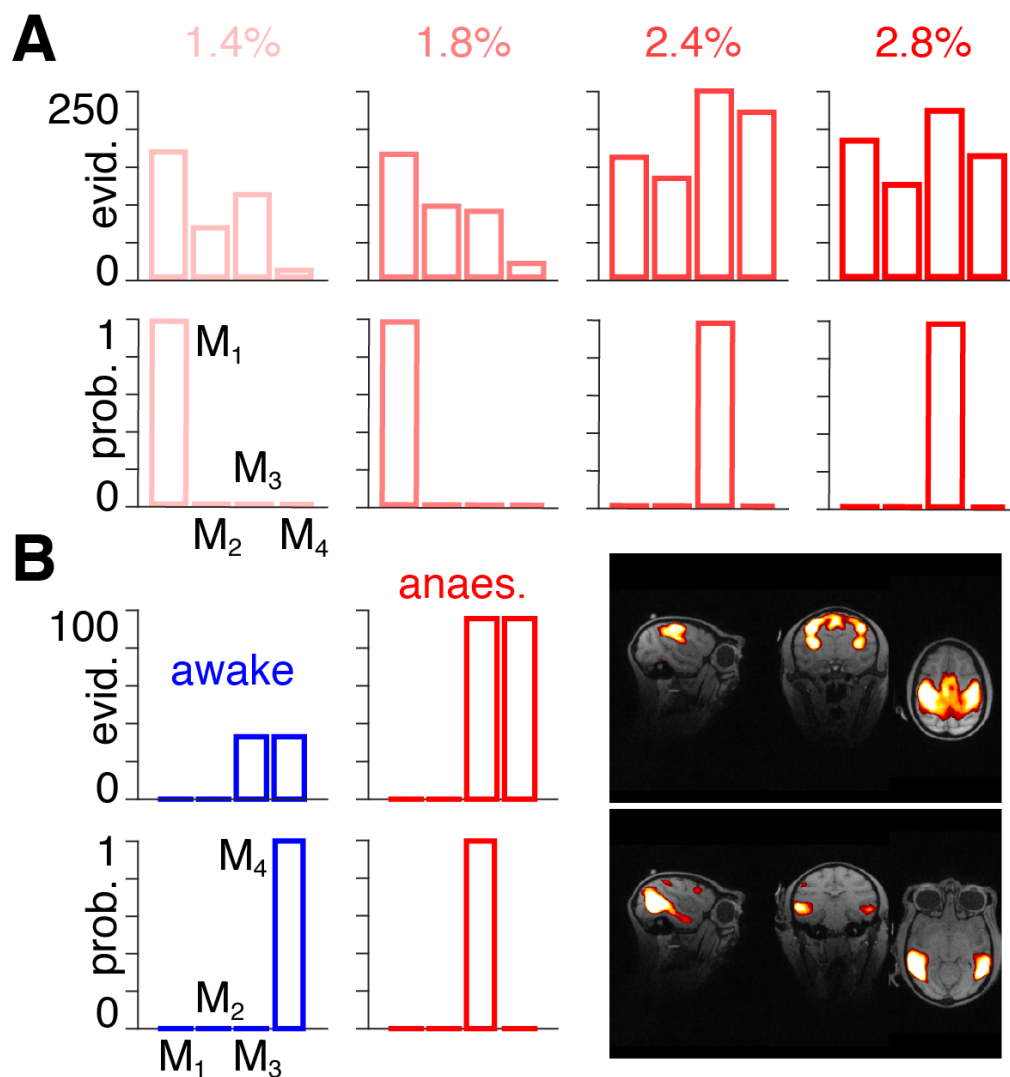 A
1.4% 1.8% 2.4% 2.8%
250
evid.
0
1
prob.
0
M₁
M₃
M₂ M₄
B
anaes.
100
awake
evid.
0
1
prob.
0
M₄
M₂
M₁ M₃